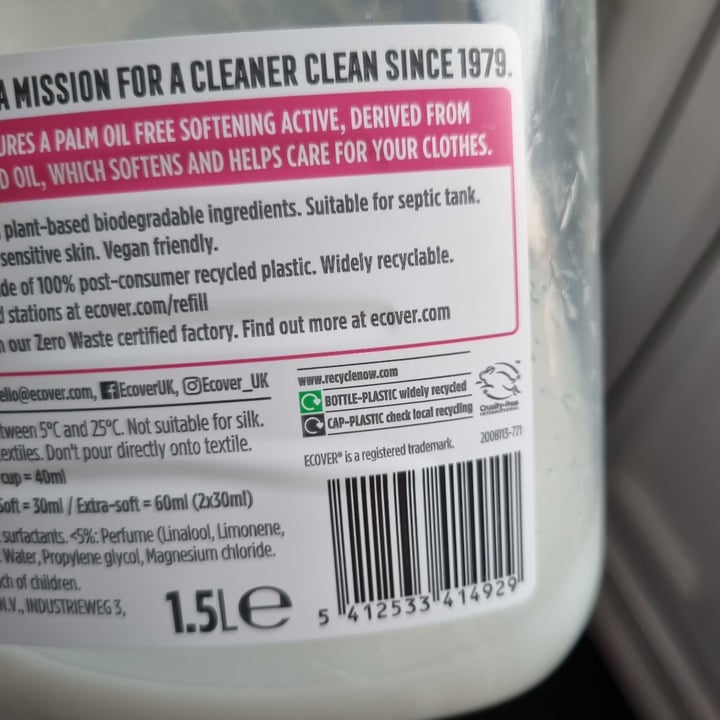 A MISSION FOR A CLEANER CLEAN SINCE 1979.
URES A PALM OIL FREE SOFTENING ACTIVE, DERIVED FROM
D OIL, WHICH SOFTENS AND HELPS CARE FOR YOUR CLOTHES.
plant-based biodegradable ingredients. Suitable for septic tank.
sensitive skin. Vegan friendly.
de of 100% post-consumer recycled plastic. Widely recyclable.
d stations at ecover.com/refill
n our Zero Waste certified factory. Find out more at ecover.com
ello@ecover.com, EcoverUK, Ecover_UK
www.recyclenow.com
BOTTLE-PLASTIC widely recycled
CAP-PLASTIC check local recycling
Cruelty-Free
INTERNATIONAL
tween 5°C and 25°C. Not suitable for silk.
extiles. Don't pour directly onto textile.
cup = 40ml
ECOVER® is a registered trademark.
2008113-771
Soft = 30ml / Extra-soft = 60ml (2x30ml)
surfactants. <5%: Perfume (Linalool, Limonene,
Water, Propylene glycol, Magnesium chloride.
ch of children.
N.V., INDUSTRIEWEG 3,
1.5L℮
5 412533 414929